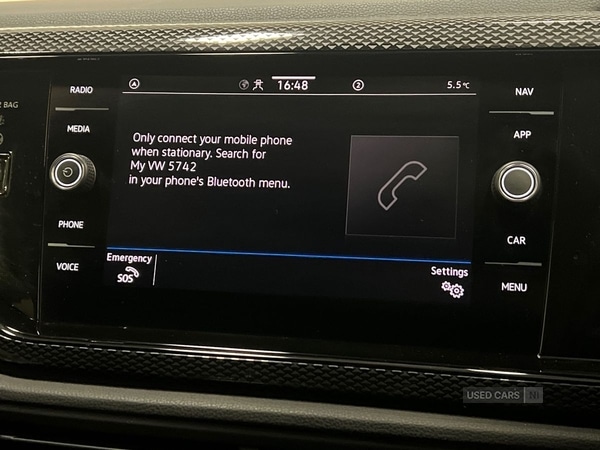 16:48
2
5.5°C
R BAG
RADIO
MEDIA
PHONE
VOICE
Only connect your mobile phone
when stationary. Search for
My VW 5742
in your phone's Bluetooth menu.
Emergency
SOS
Settings
NAV
APP
CAR
MENU
USED CARS NI